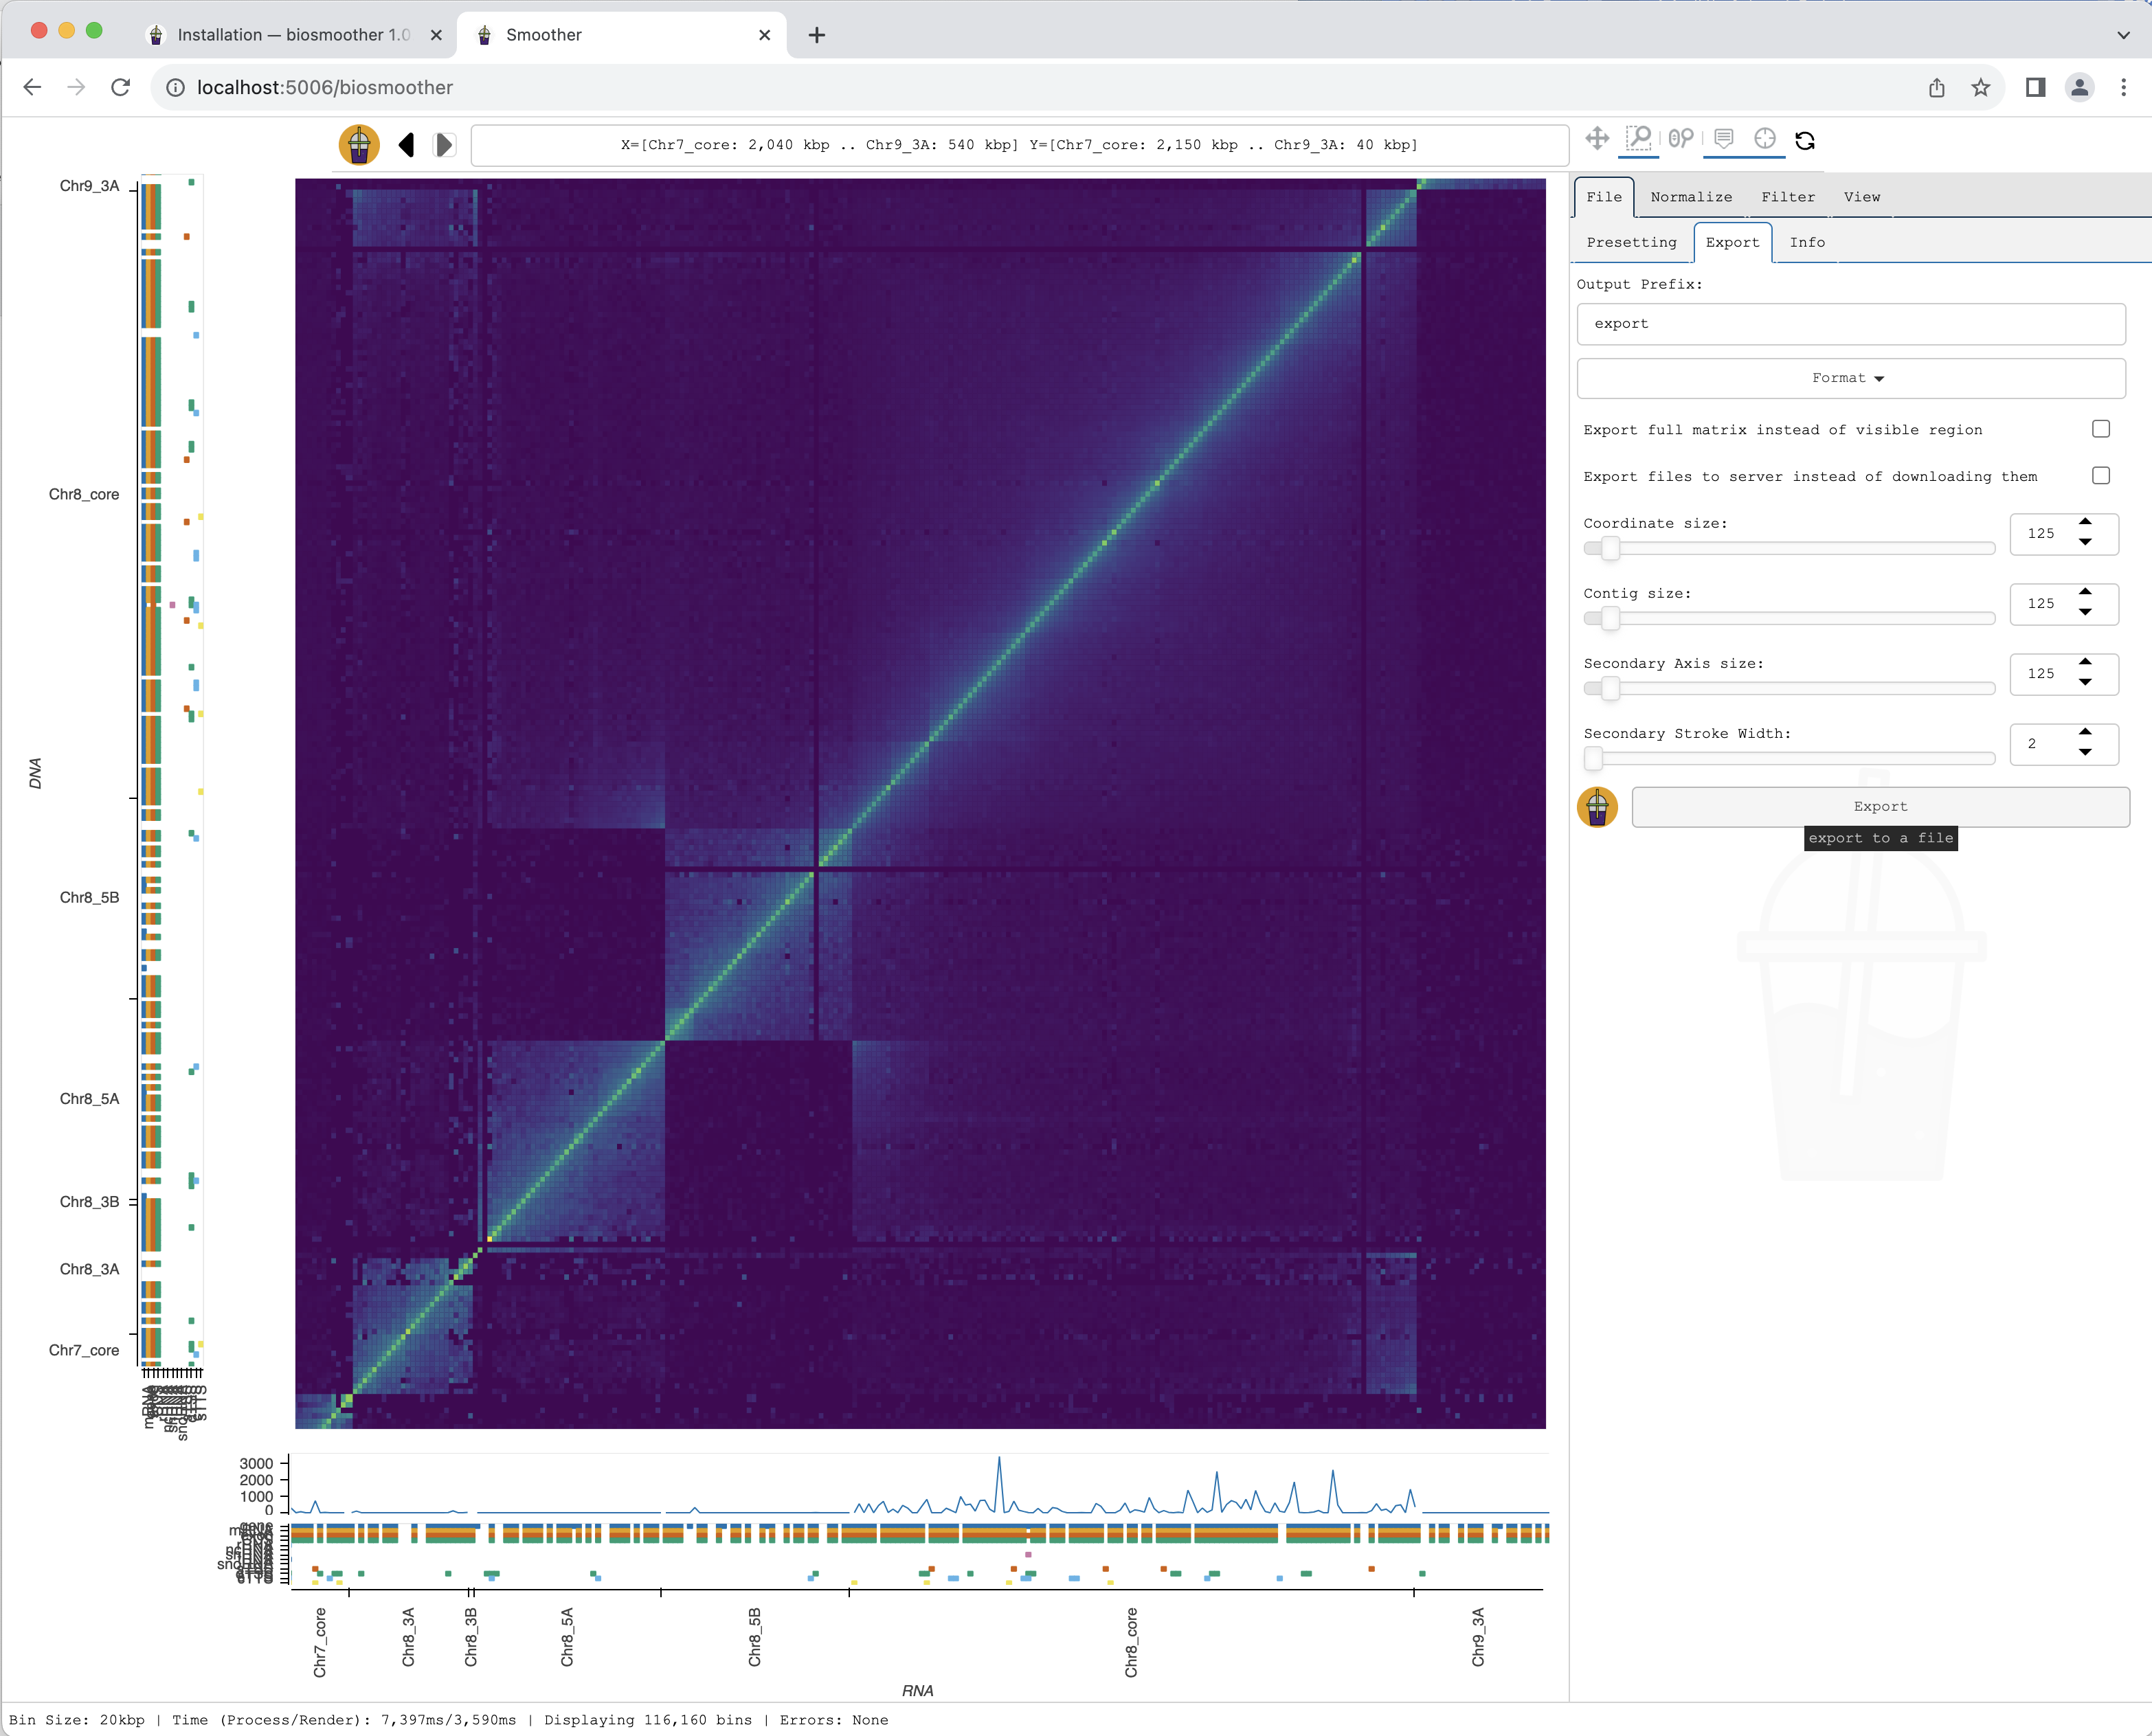 Installation — biosmoother 1.0
Smoother
localhost:5006/biosmoother
X=[Chr7_core: 2,040 kbp .. Chr9_3A: 540 kbp] Y=[Chr7_core: 2,150 kbp .. Chr9_3A: 40 kbp]
File Normalize Filter View
Presetting Export Info
Output Prefix:
export
Format
Export full matrix instead of visible region
Export files to server instead of downloading them
Coordinate size:
125
Contig size:
125
Secondary Axis size:
125
Secondary Stroke Width:
2
Export
export to a file
Chr9_3A
Chr8_core
DNA
Chr8_5B
Chr8_5A
Chr8_3B
Chr8_3A
Chr7_core
3000
2000
1000
0
Chr7_core
Chr8_3A
Chr8_3B
Chr8_5A
Chr8_5B
Chr8_core
Chr9_3A
RNA
Bin Size: 20kbp | Time (Process/Render): 7,397ms/3,590ms | Displaying 116,160 bins | Errors: None